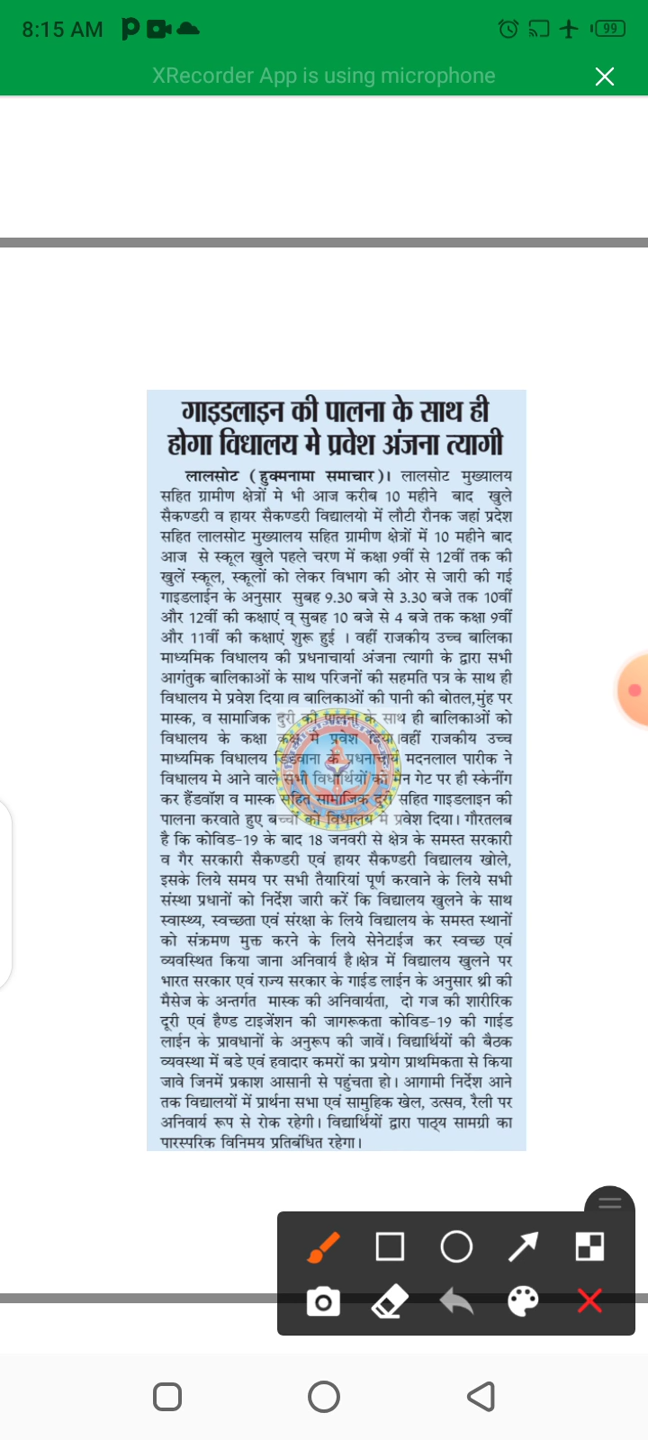 8:15 AM
99
XRecorder App is using microphone
गाइडलाइन की पालना के साथ ही
होगा विधालय मे प्रवेश अंजना त्यागी
लालसोट (हुक्मनामा समाचार)। लालसोट मुख्यालय
सहित ग्रामीण क्षेत्रों मे भी आज करीब 10 महीने बाद खुले
सैकण्डरी व हायर सैकण्डरी विद्यालयो में लौटी रौनक जहां प्रदेश
सहित लालसोट मुख्यालय सहित ग्रामीण क्षेत्रों में 10 महीने बाद
आज से स्कूल खुले पहले चरण में कक्षा 9वीं से 12वीं तक की
खुलें स्कूल, स्कूलों को लेकर विभाग की ओर से जारी की गई
गाइडलाईन के अनुसार सुबह 9.30 बजे से 3.30 बजे तक 10वीं
और 12वीं की कक्षाएं व् सुबह 10 बजे से 4 बजे तक कक्षा 9वीं
और 11वीं की कक्षाएं शुरू हुई । वहीं राजकीय उच्च बालिका
माध्यमिक विधालय की प्रधनाचार्या अंजना त्यागी के द्वारा सभी
आगंतुक बालिकाओं के साथ परिजनों की सहमति पत्र के साथ ही
विधालय मे प्रवेश दिया।व बालिकाओं की पानी की बोतल,मुंह पर
मास्क, व सामाजिक दुरी की पालना के साथ ही बालिकाओं को
विधालय के कक्षा कक्ष मे प्रवेश दिया।वहीं राजकीय उच्च
माध्यमिक विधालय डिडवाना के प्रधनाचार्य मदनलाल पारीक ने
विधालय मे आने वाले सभी विधार्थियों को मैन गेट पर ही स्केनींग
कर हैंडवॉश व मास्क सहित सामाजिक दुरी सहित गाइडलाइन की
पालना करवाते हुए बच्चों को विधालय मे प्रवेश दिया। गौरतलब
है कि कोविड-19 के बाद 18 जनवरी से क्षेत्र के समस्त सरकारी
व गैर सरकारी सैकण्डरी एवं हायर सैकण्डरी विद्यालय खोले,
इसके लिये समय पर सभी तैयारियां पूर्ण करवाने के लिये सभी
संस्था प्रधानों को निर्देश जारी करें कि विद्यालय खुलने के साथ
स्वास्थ्य, स्वच्छता एवं संरक्षा के लिये विद्यालय के समस्त स्थानों
को संक्रमण मुक्त करने के लिये सेनेटाईज कर स्वच्छ एवं
व्यवस्थित किया जाना अनिवार्य है।क्षेत्र में विद्यालय खुलने पर
भारत सरकार एवं राज्य सरकार के गाईड लाईन के अनुसार थ्री की
मैसेज के अन्तर्गत मास्क की अनिवार्यता, दो गज की शारीरिक
दूरी एवं हैण्ड टाइजेंशन की जागरूकता कोविड-19 की गाईड
लाईन के प्रावधानों के अनुरूप की जावें। विद्यार्थियों की बैठक
व्यवस्था में बडे एवं हवादार कमरों का प्रयोग प्राथमिकता से किया
जावे जिनमें प्रकाश आसानी से पहुंचता हो। आगामी निर्देश आने
तक विद्यालयों में प्रार्थना सभा एवं सामुहिक खेल, उत्सव, रैली पर
अनिवार्य रूप से रोक रहेगी। विद्यार्थियों द्वारा पाठ्य सामग्री का
पारस्परिक विनिमय प्रतिबंधित रहेगा।